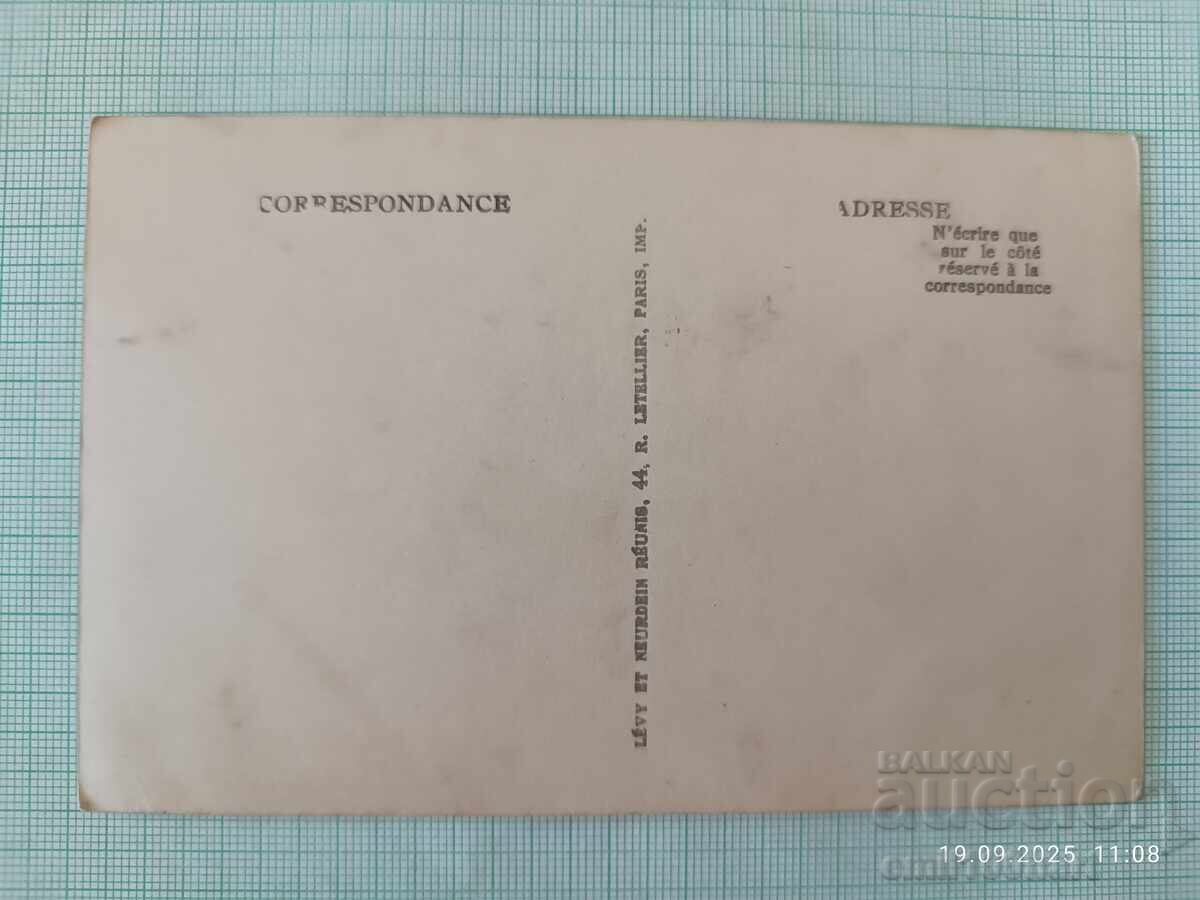 CORRESPONDANCE
ADRESSE
N'écrire que
sur le côté
réservé à la
correspondance
LÉVY ET NEURDEIN RÉUNIS, 44, R. LETELLIER, PARIS, IMP.
BALKAN
auction
19.09.2025 11:08